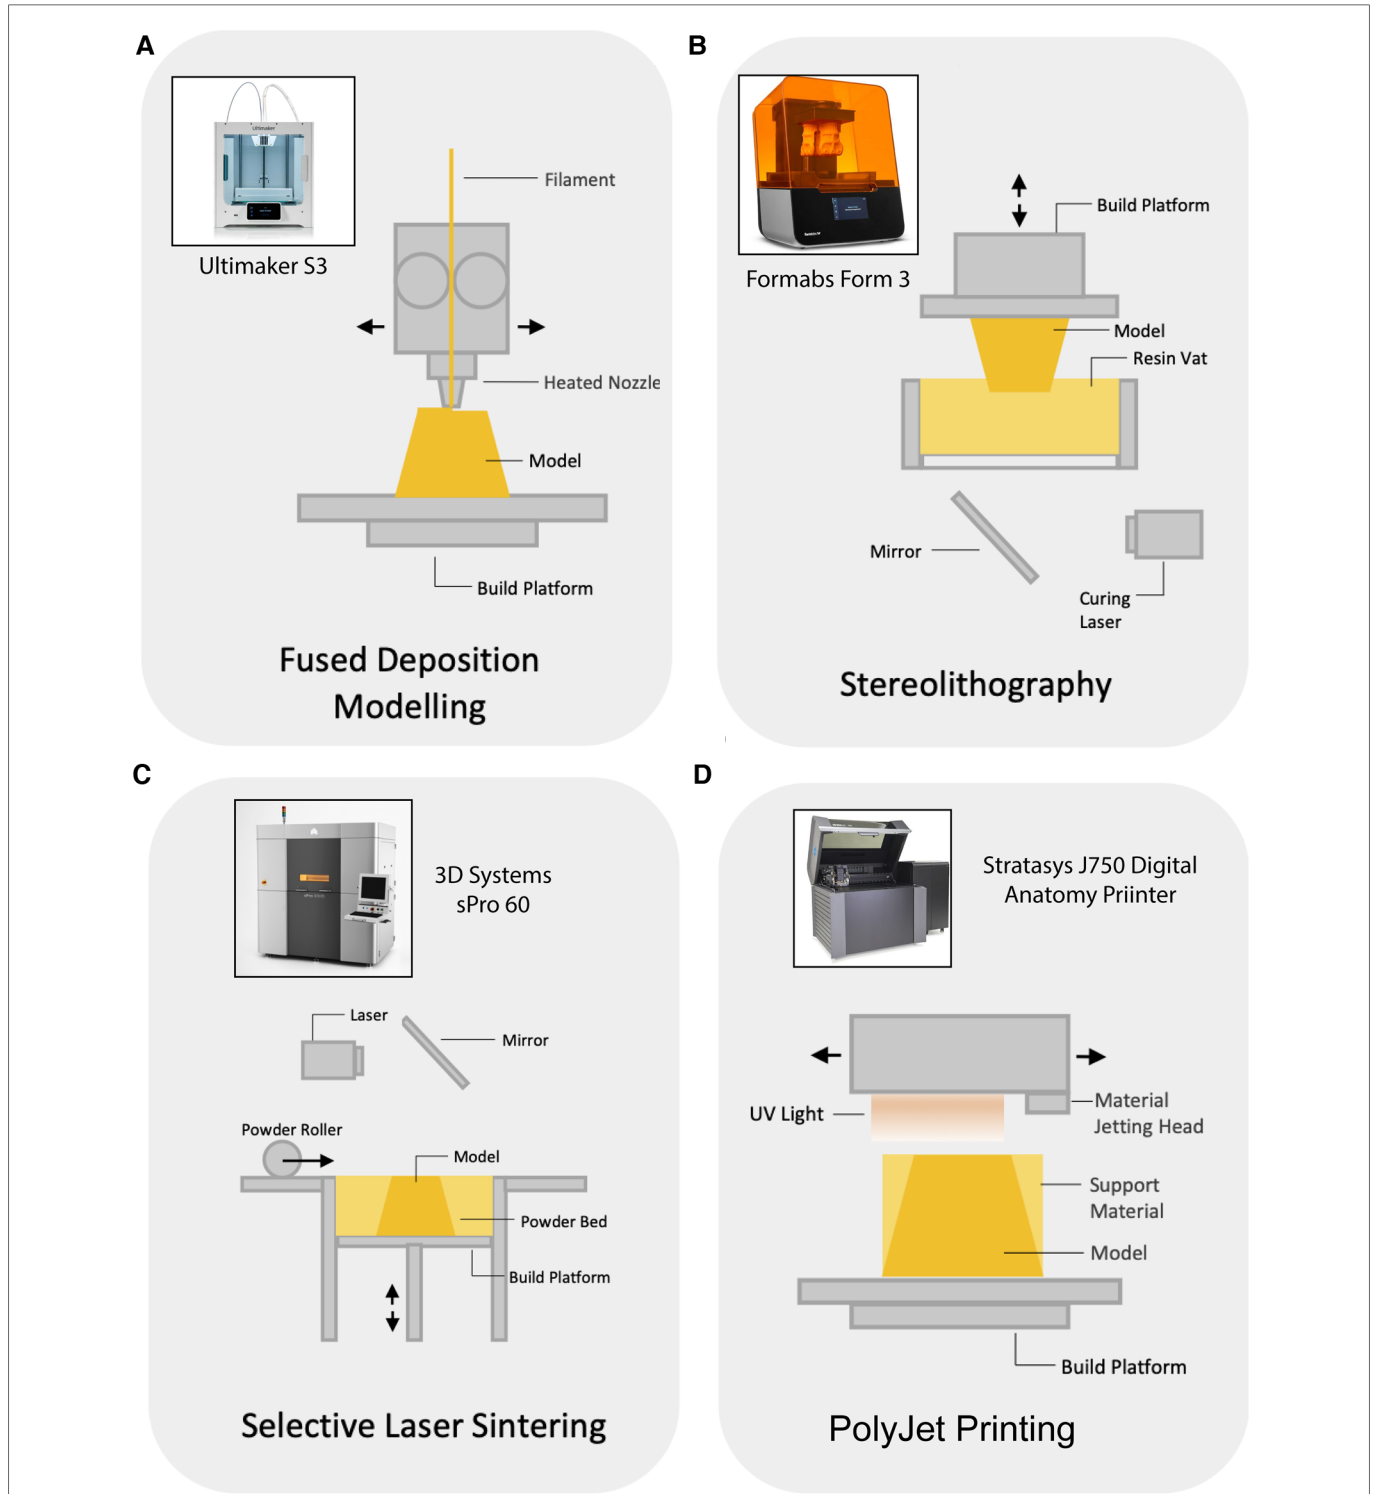 A
Ultimaker
Ultimaker S3
Filament
Heated Nozzle
Model
Build Platform
Fused Deposition
Modelling
B
Formabs Form 3
Build Platform
Model
Resin Vat
Mirror
Curing
Laser
Stereolithography
C
3D Systems
sPro 60
Laser
Mirror
Powder Roller
Model
Powder Bed
Build Platform
Selective Laser Sintering
D
Stratasys J750 Digital
Anatomy Priinter
UV Light
Material
Jetting Head
Support
Material
Model
Build Platform
PolyJet Printing